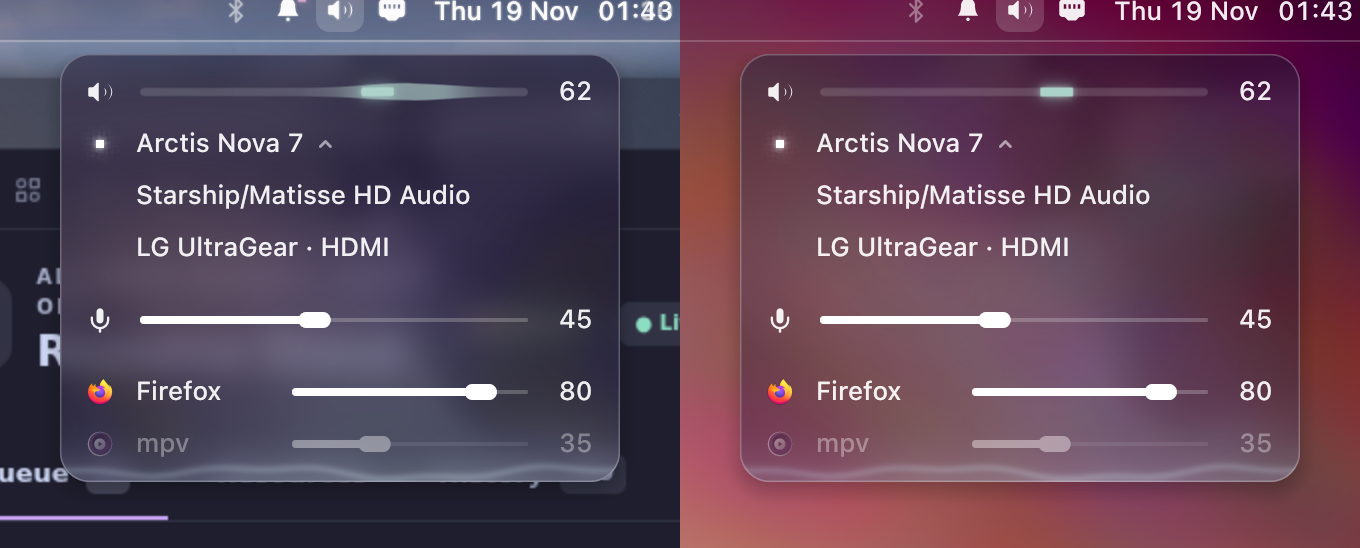 Thu 19 Nov 01:43
62
Arctis Nova 7
Starship/Matisse HD Audio
LG UltraGear · HDMI
45
Firefox 80
mpv 35
Thu 19 Nov 01:43
62
Arctis Nova 7
Starship/Matisse HD Audio
LG UltraGear · HDMI
45
Firefox 80
mpv 35